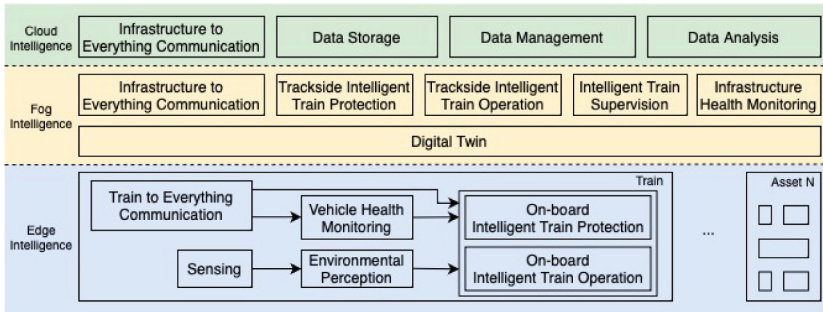 Cloud
Intelligence
Infrastructure to
Everything Communication
Data Storage
Data Management
Data Analysis
Fog
Intelligence
Infrastructure to
Everything Communication
Trackside Intelligent
Train Protection
Trackside Intelligent
Train Operation
Intelligent Train
Supervision
Infrastructure
Health Monitoring
Digital Twin
Edge
Intelligence
Train
Train to Everything
Communication
Vehicle Health
Monitoring
On-board
Intelligent Train Protection
Sensing
Environmental
Perception
On-board
Intelligent Train Operation
...
Asset N